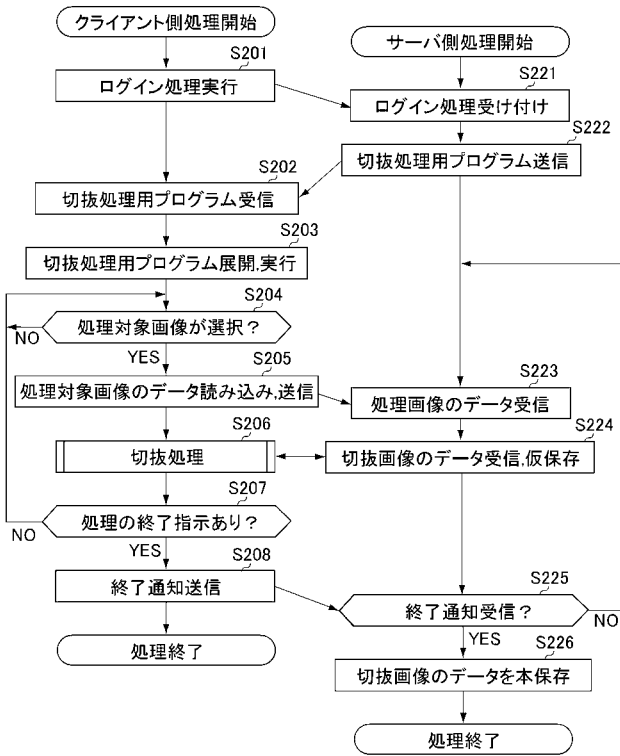 クライアント側処理開始
S201
ログイン処理実行
サーバ側処理開始
S221
ログイン処理受け付け
S222
切抜処理用プログラム送信
S202
切抜処理用プログラム受信
S203
切抜処理用プログラム展開,実行
S204
処理対象画像が選択?
NO
YES
S205
処理対象画像のデータ読み込み,送信
S223
処理画像のデータ受信
S206
切抜処理
S224
切抜画像のデータ受信,仮保存
S207
処理の終了指示あり?
NO
YES
S208
終了通知送信
S225
終了通知受信?
NO
YES
処理終了
S226
切抜画像のデータを本保存
処理終了